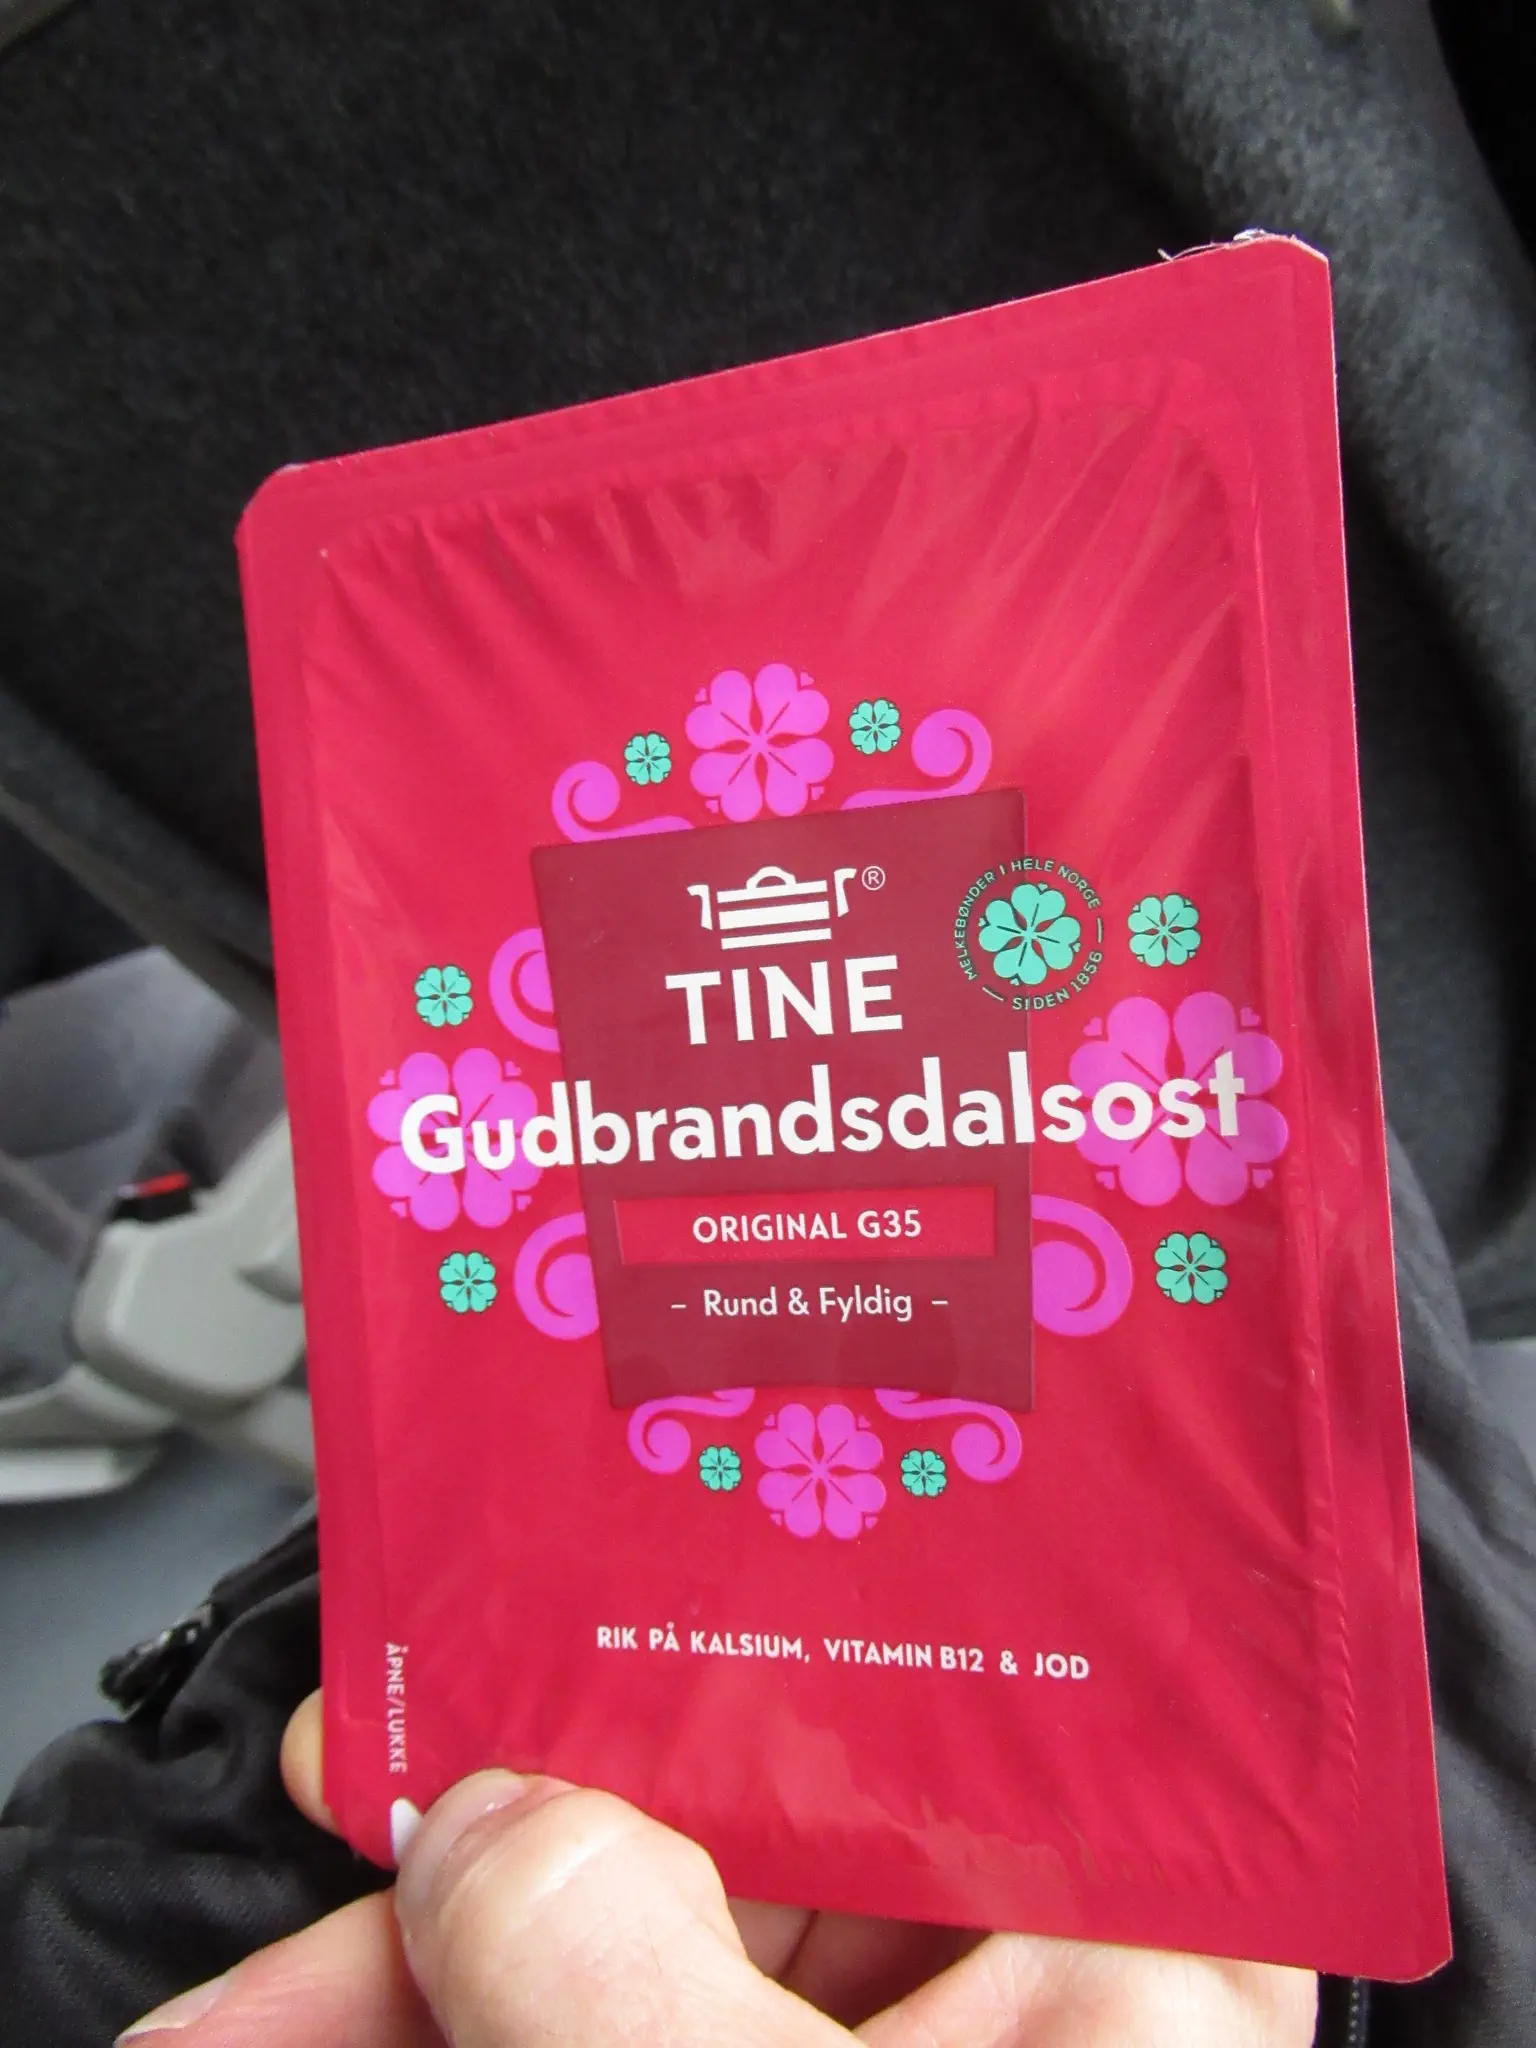 ®
TINE
MELKEBØNDER I HELE NORGE
— SIDEN 1856 —
Gudbrandsdalsost
ORIGINAL G35
– Rund & Fyldig –
RIK PÅ KALSIUM, VITAMIN B12 & JOD
ÅPNE/LUKKE